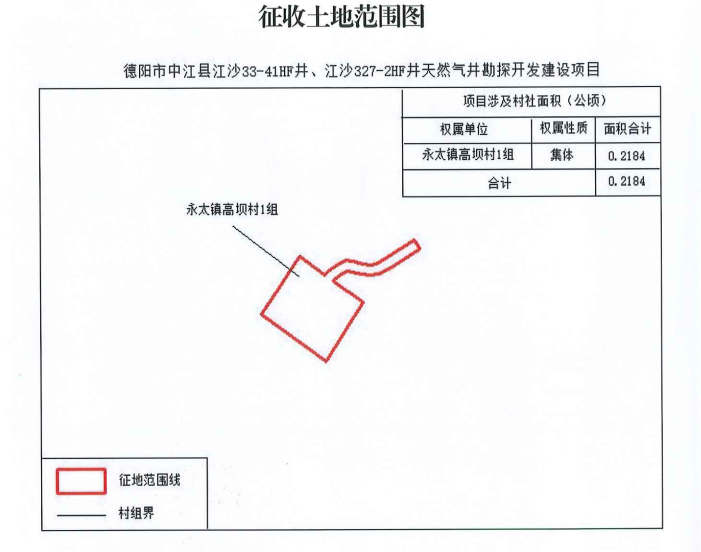 征收土地范围图
德阳市中江县江沙33-41HF井、江沙327-2HF井天然气井勘探开发建设项目
项目涉及村社面积（公顷）
权属单位 权属性质 面积合计
永太镇高坝村1组 集体 0.2184
合计 0.2184
永太镇高坝村1组
征地范围线
村组界